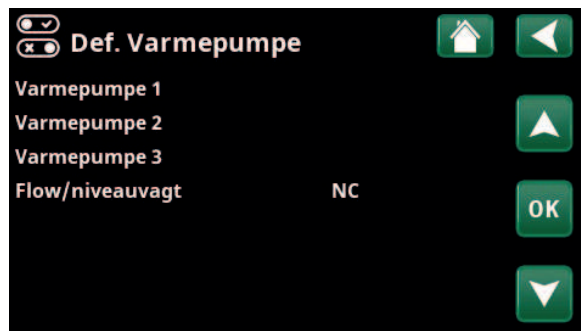 Def. Varmepumpe
Varmepumpe 1
Varmepumpe 2
Varmepumpe 3
Flow/niveauvagt NC
OK